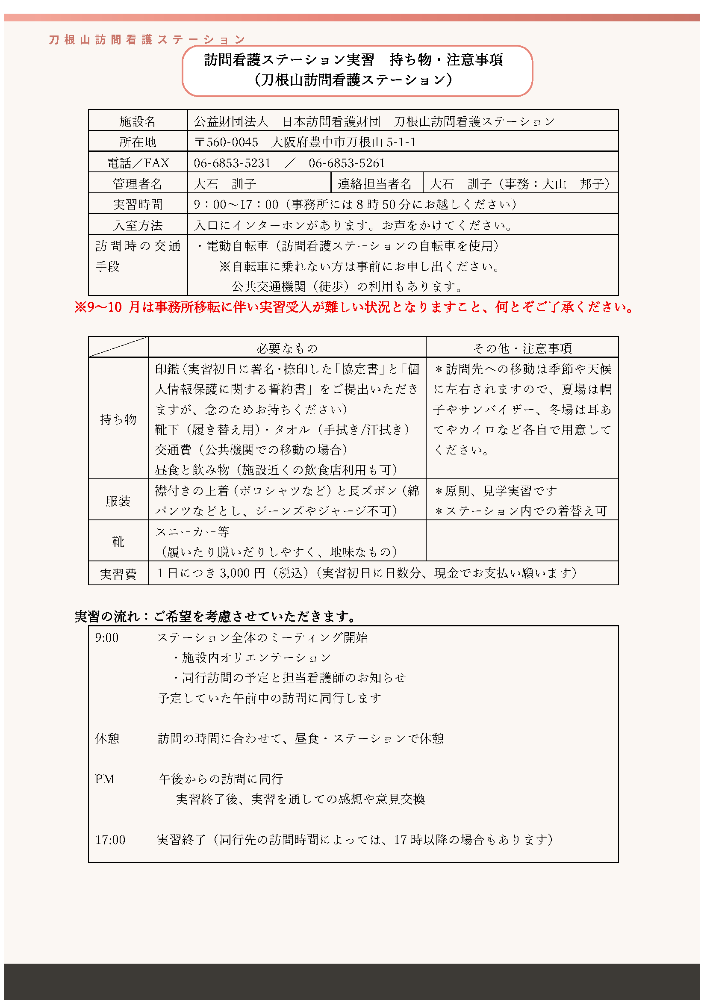 刀根山訪問看護ステーション
訪問看護ステーション実習　持ち物・注意事項
（刀根山訪問看護ステーション）
施設名　公益財団法人　日本訪問看護財団　刀根山訪問看護ステーション
所在地　〒560-0045　大阪府豊中市刀根山 5-1-1
電話／FAX　06-6853-5231　／　06-6853-5261
管理者名　大石　訓子　連絡担当者名　大石　訓子（事務：大山　邦子）
実習時間　9：00～17：00（事務所には 8 時 50 分にお越しください）
入室方法　入口にインターホンがあります。お声をかけてください。
訪問時の交通
手段
・電動自転車（訪問看護ステーションの自転車を使用）
※自転車に乗れない方は事前にお申し出ください。
公共交通機関（徒歩）の利用もあります。
※9～10 月は事務所移転に伴い実習受入が難しい状況となりますこと、何とぞご了承ください。
必要なもの　その他・注意事項
持ち物
印鑑（実習初日に署名・捺印した「協定書」と「個
人情報保護に関する誓約書」をご提出いただき
ますが、念のためお持ちください）
靴下（履き替え用）・タオル（手拭き/汗拭き）
交通費（公共機関での移動の場合）
昼食と飲み物（施設近くの飲食店利用も可）
＊訪問先への移動は季節や天候
に左右されますので、夏場は帽
子やサンバイザー、冬場は耳あ
てやカイロなど各自で用意して
ください。
服装
襟付きの上着（ポロシャツなど）と長ズボン（綿
パンツなどとし、ジーンズやジャージ不可）
＊原則、見学実習です
＊ステーション内での着替え可
靴
スニーカー等
（履いたり脱いだりしやすく、地味なもの）
実習費　1 日につき 3,000 円（税込）（実習初日に日数分、現金でお支払い願います）
実習の流れ：ご希望を考慮させていただきます。
9:00　ステーション全体のミーティング開始
・施設内オリエンテーション
・同行訪問の予定と担当看護師のお知らせ
予定していた午前中の訪問に同行します
休憩　訪問の時間に合わせて、昼食・ステーションで休憩
PM　午後からの訪問に同行
実習終了後、実習を通しての感想や意見交換
17:00　実習終了（同行先の訪問時間によっては、17 時以降の場合もあります）